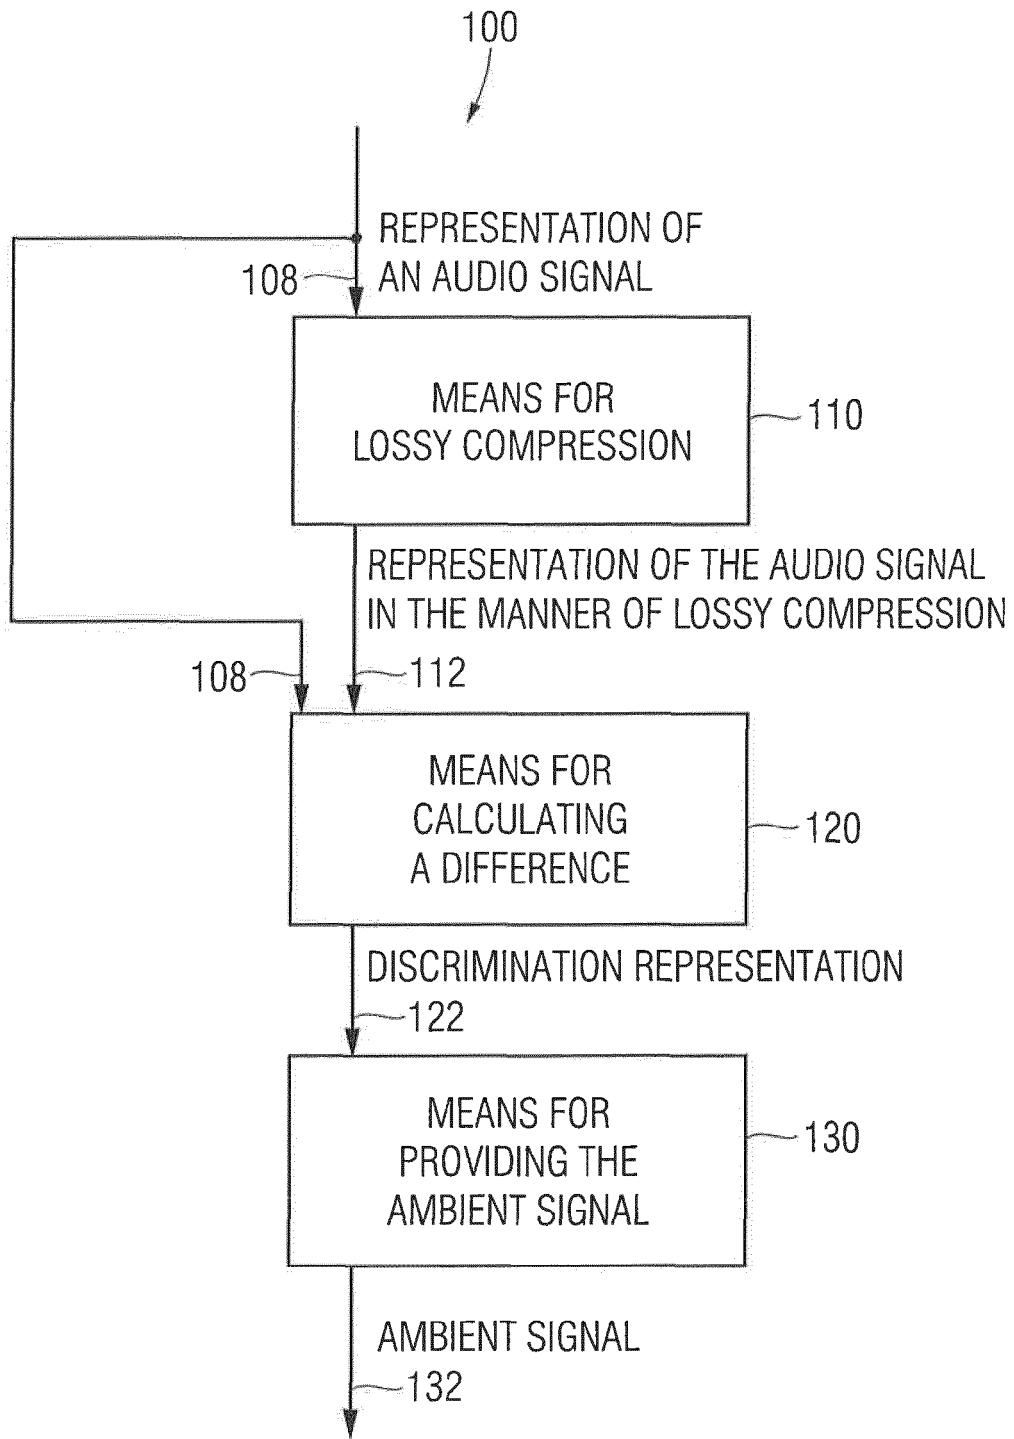 100
REPRESENTATION OF
AN AUDIO SIGNAL
108
MEANS FOR
LOSSY COMPRESSION
110
REPRESENTATION OF THE AUDIO SIGNAL
IN THE MANNER OF LOSSY COMPRESSION
108
112
MEANS FOR
CALCULATING
A DIFFERENCE
120
DISCRIMINATION REPRESENTATION
122
MEANS FOR
PROVIDING THE
AMBIENT SIGNAL
130
AMBIENT SIGNAL
132